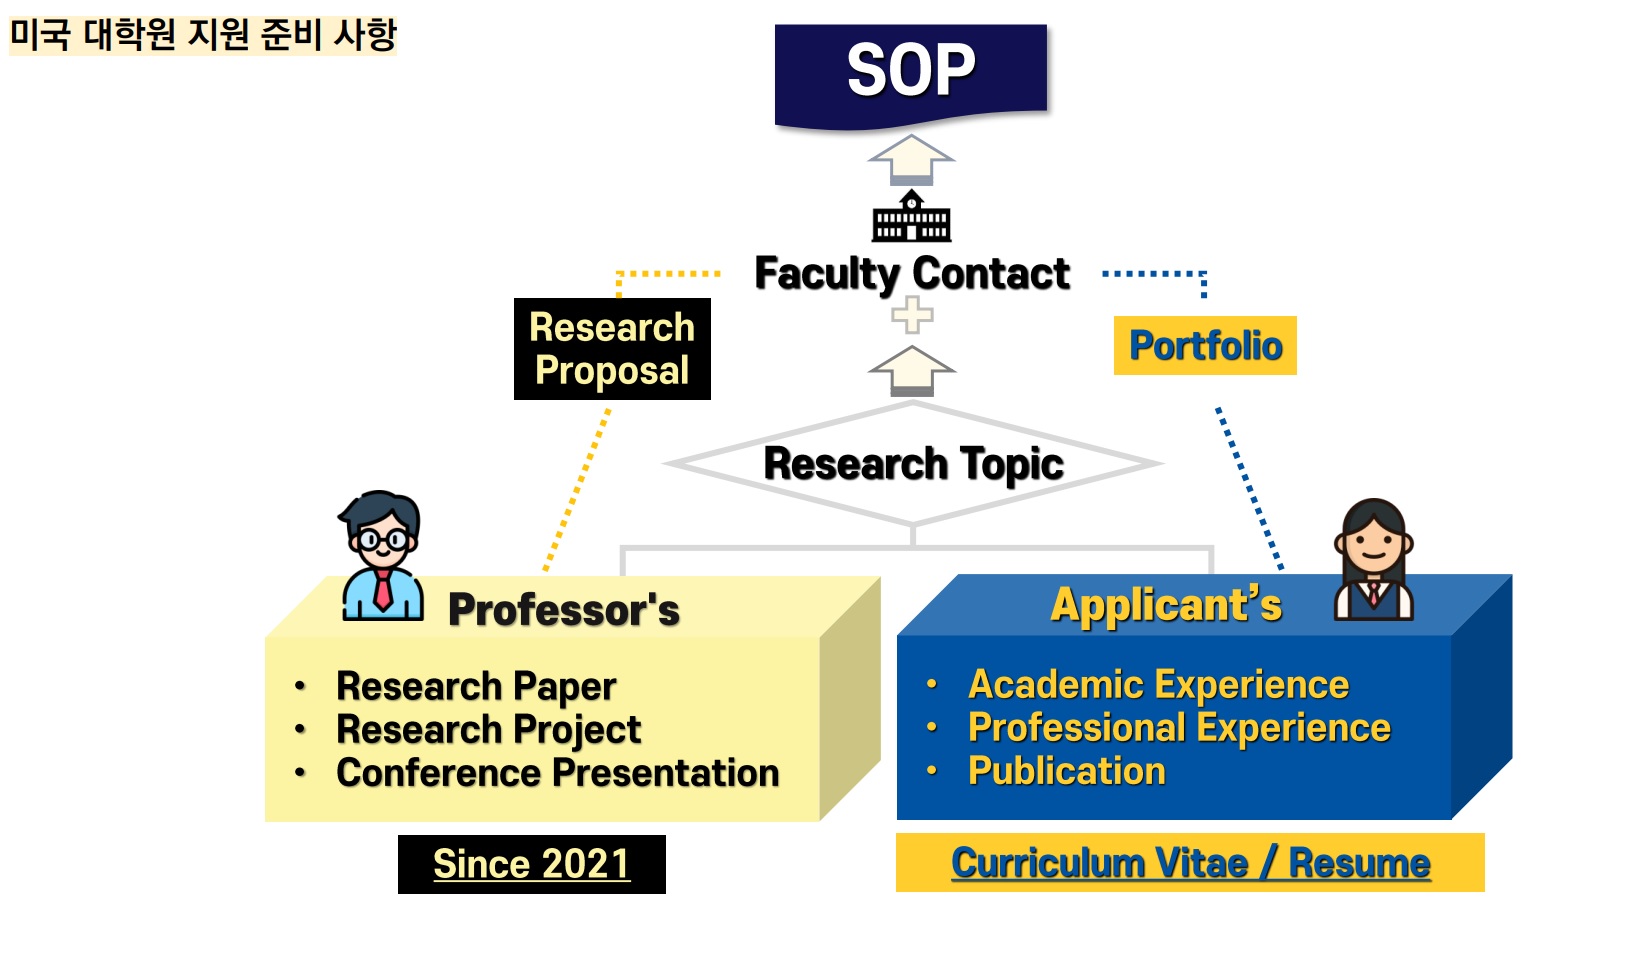 미국 대학원 지원 준비 사항
SOP
Faculty Contact
Research
Proposal
Portfolio
Research Topic
Professor's
• Research Paper
• Research Project
• Conference Presentation
Since 2021
Applicant’s
• Academic Experience
• Professional Experience
• Publication
Curriculum Vitae / Resume